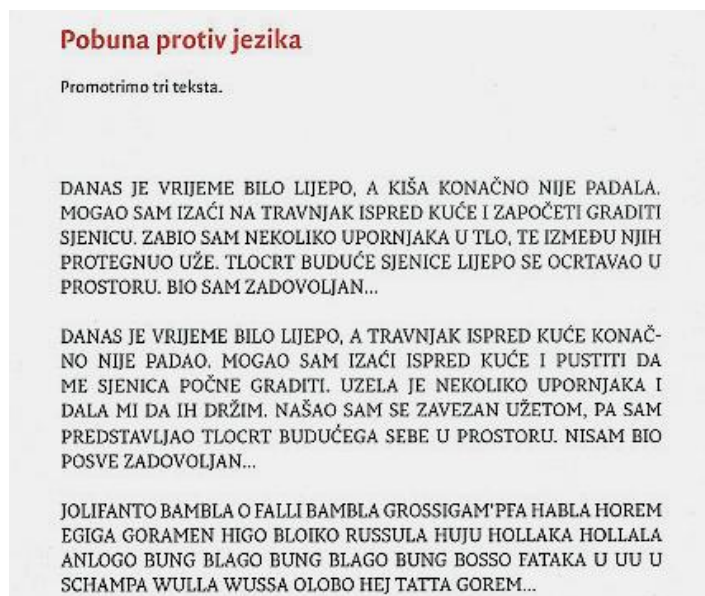 Pobuna protiv jezika
Promotrimo tri teksta.
DANAS JE VRIJEME BILO LIJEPO, A KIŠA KONAČNO NIJE PADALA.
MOGAO SAM IZAĆI NA TRAVNJAK ISPRED KUĆE I ZAPOČETI GRADITI
SJENICU. ZABIO SAM NEKOLIKO UPORNJAKA U TLO, TE IZMEĐU NJIH
PROTEGNUO UŽE. TLOCRT BUDUĆE SJENICE LIJEPO SE OCRTAVAO U
PROSTORU. BIO SAM ZADOVOLJAN...
DANAS JE VRIJEME BILO LIJEPO, A TRAVNJAK ISPRED KUĆE KONAČ-
NO NIJE PADAO. MOGAO SAM IZAĆI ISPRED KUĆE I PUSTITI DA
ME SJENICA POČNE GRADITI. UZELA JE NEKOLIKO UPORNJAKA I
DALA MI DA IH DRŽIM. NAŠAO SAM SE ZAVEZAN UŽETOM, PA SAM
PREDSTAVLJAO TLOCRT BUDUĆEGA SEBE U PROSTORU. NISAM BIO
POSVE ZADOVOLJAN...
JOLIFANTO BAMBLA O FALLI BAMBLA GROSSIGAM'PFA HABLA HOREM
EGIGA GORAMEN HIGO BLOIKO RUSSULA HUJU HOLLAKA HOLLALA
ANLOGO BUNG BLAGO BUNG BLAGO BUNG BOSSO FATAKA U UU U
SCHAMPA WULLA WUSSA OLOBO HEJ TATTA GOREM...